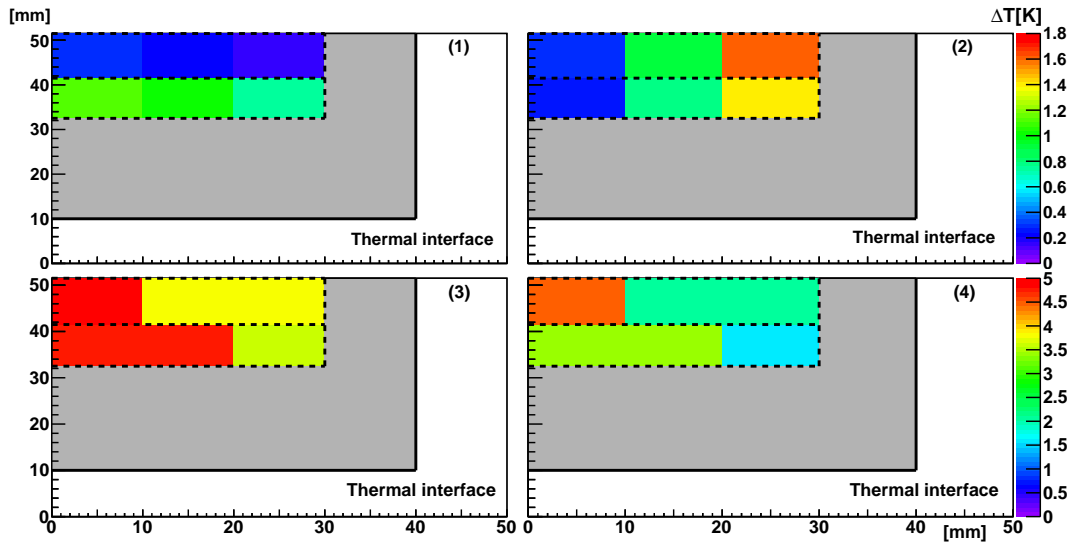 [mm] ΔT[K]
50 (1) (2) 1.8
1.6
40 1.4
1.2
30 1
20 0.8
0.6
10 0.4
Thermal interface Thermal interface 0.2
0 0
50 (3) (4) 5
4.5
40 4
3.5
30 3
2.5
20 2
1.5
10 1
Thermal interface Thermal interface 0.5
0 0
0 10 20 30 40 50 0 10 20 30 40 50
[mm]